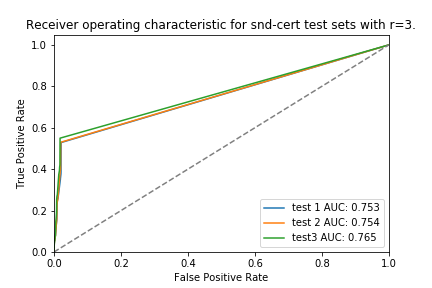 Receiver operating characteristic for snd-cert test sets with r=3.
True Positive Rate
1.0
0.8
0.6
0.4
0.2
0.0
test 1 AUC: 0.753
test 2 AUC: 0.754
test3 AUC: 0.765
0.0 0.2 0.4 0.6 0.8 1.0
False Positive Rate